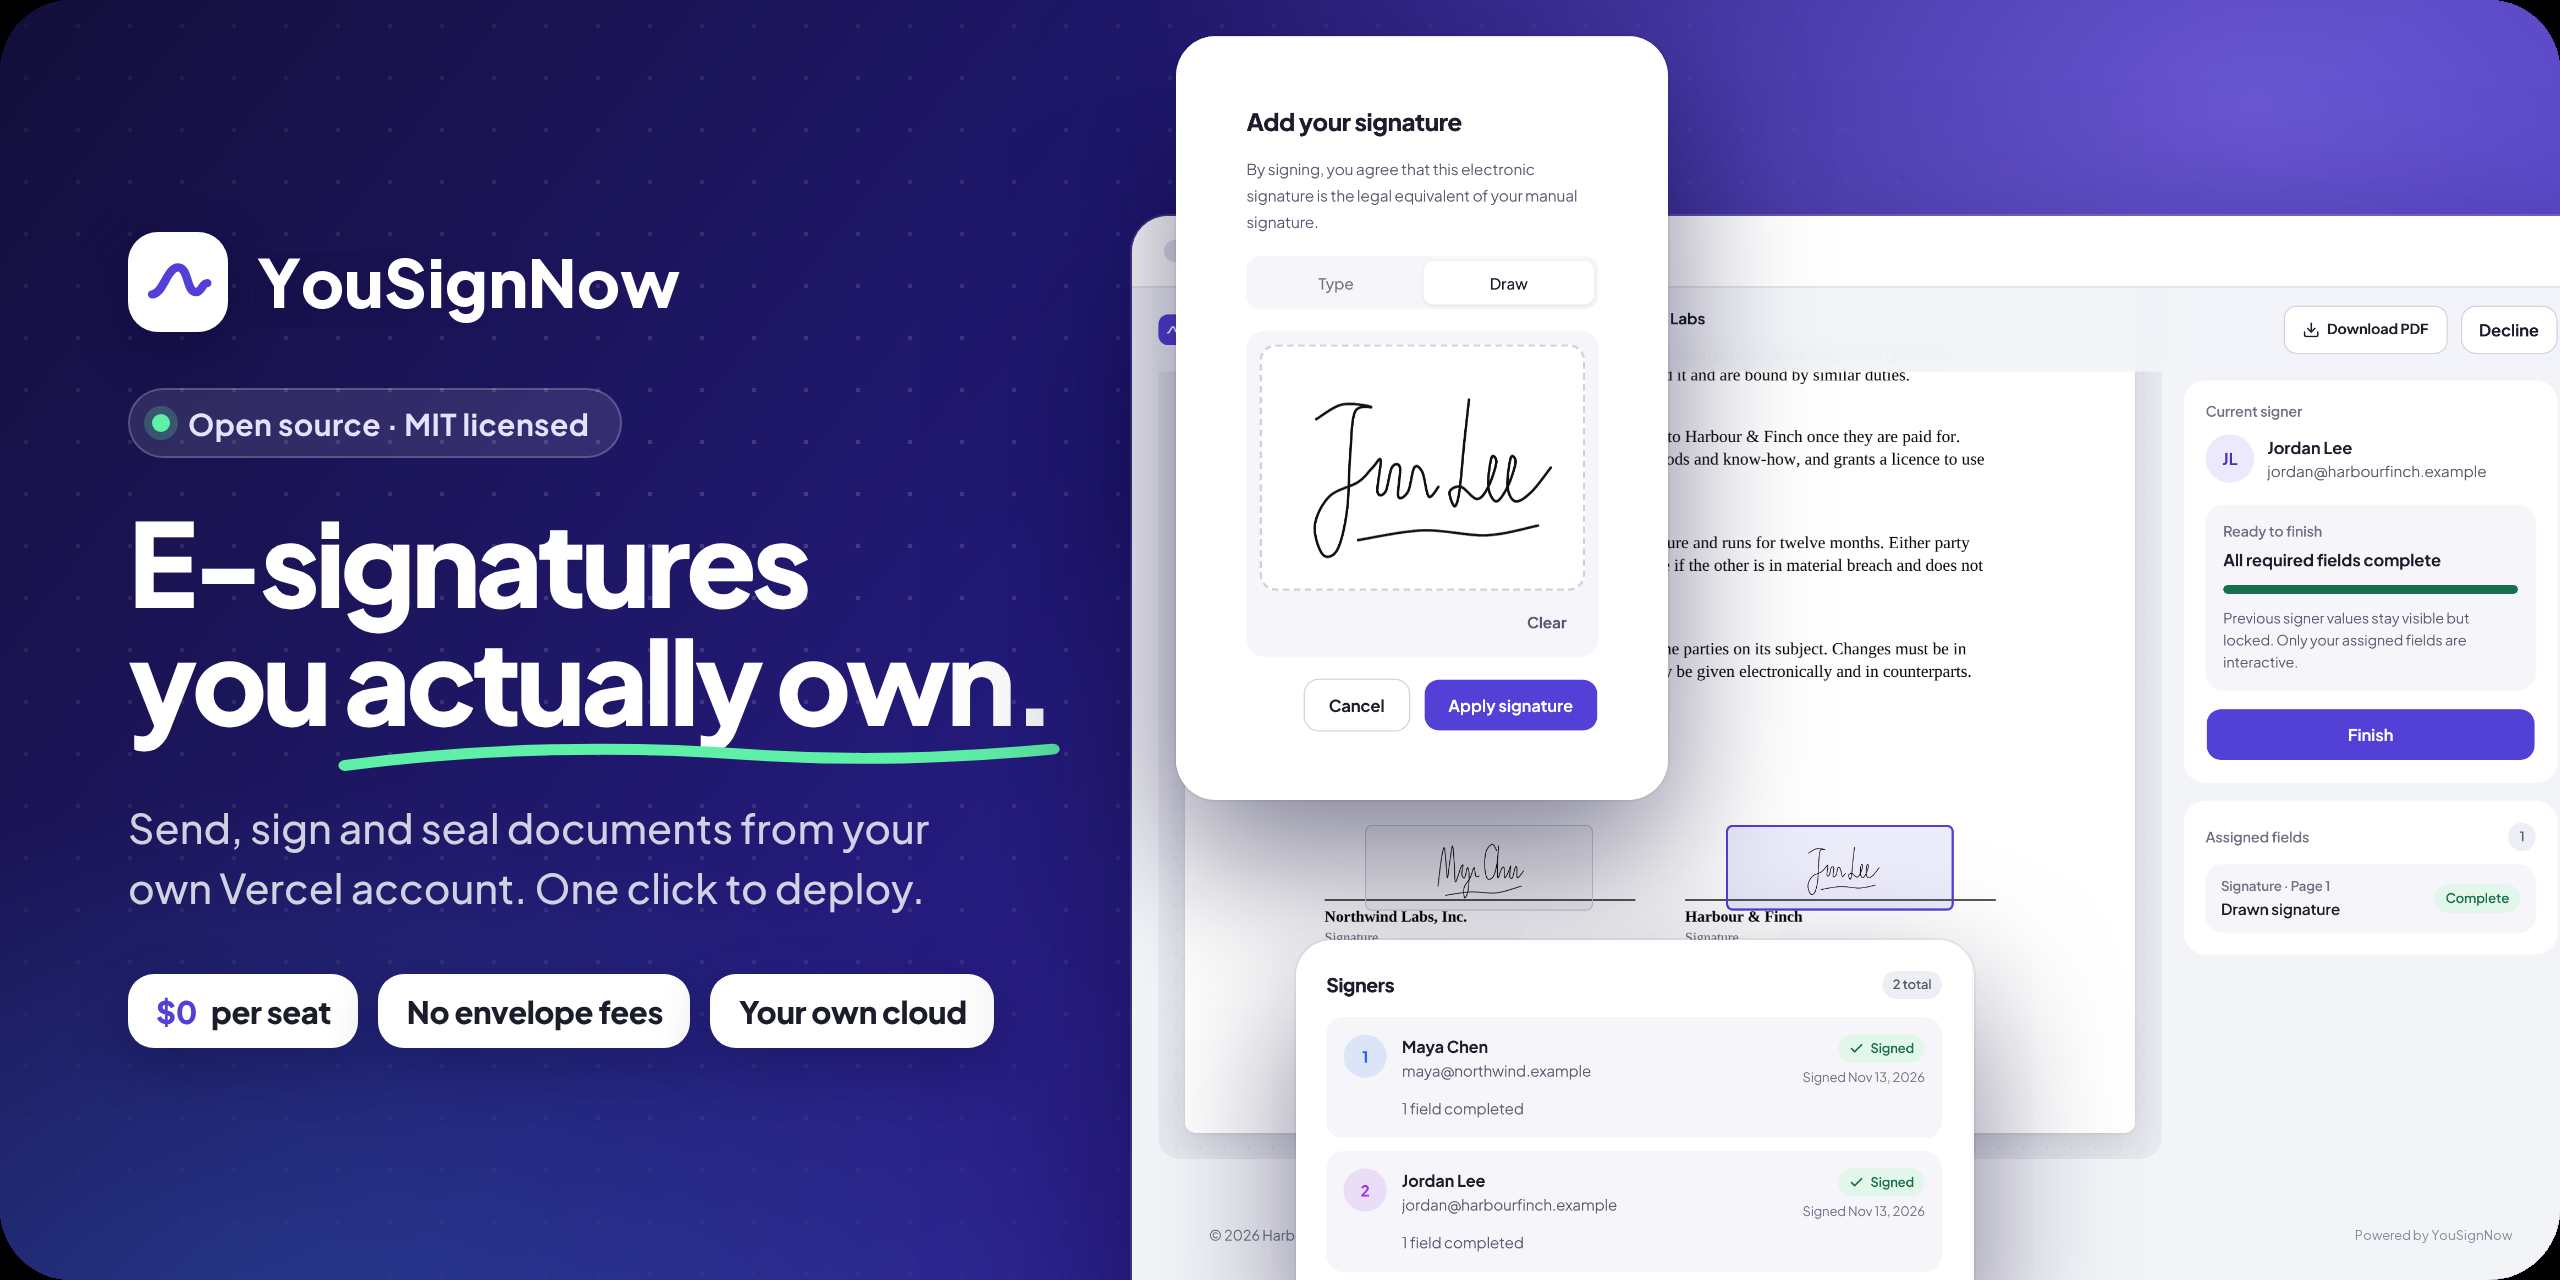 YouSignNow
Open source · MIT licensed
E-signatures
you actually own.
Send, sign and seal documents from your
own Vercel account. One click to deploy.
$0 per seat
No envelope fees
Your own cloud
Add your signature
By signing, you agree that this electronic
signature is the legal equivalent of your manual
signature.
Type
Draw
Clear
Cancel
Apply signature
Labs
Download PDF
Decline
it and are bound by similar duties.
to Harbour & Finch once they are paid for.
and know-how, and grants a licence to use
and runs for twelve months. Either party
if the other is in material breach and does not
parties on its subject. Changes must be in
be given electronically and in counterparts.
Northwind Labs, Inc.
Signature
Harbour & Finch
Signature
Current signer
JL
Jordan Lee
jordan@harbourfinch.example
Ready to finish
All required fields complete
Previous signer values stay visible but
locked. Only your assigned fields are
interactive.
Finish
Assigned fields
1
Signature · Page 1
Drawn signature
Complete
Signers
2 total
1
Maya Chen
maya@northwind.example
Signed
Signed Nov 13, 2026
1 field completed
2
Jordan Lee
jordan@harbourfinch.example
Signed
Signed Nov 13, 2026
1 field completed
© 2026
Powered by YouSignNow